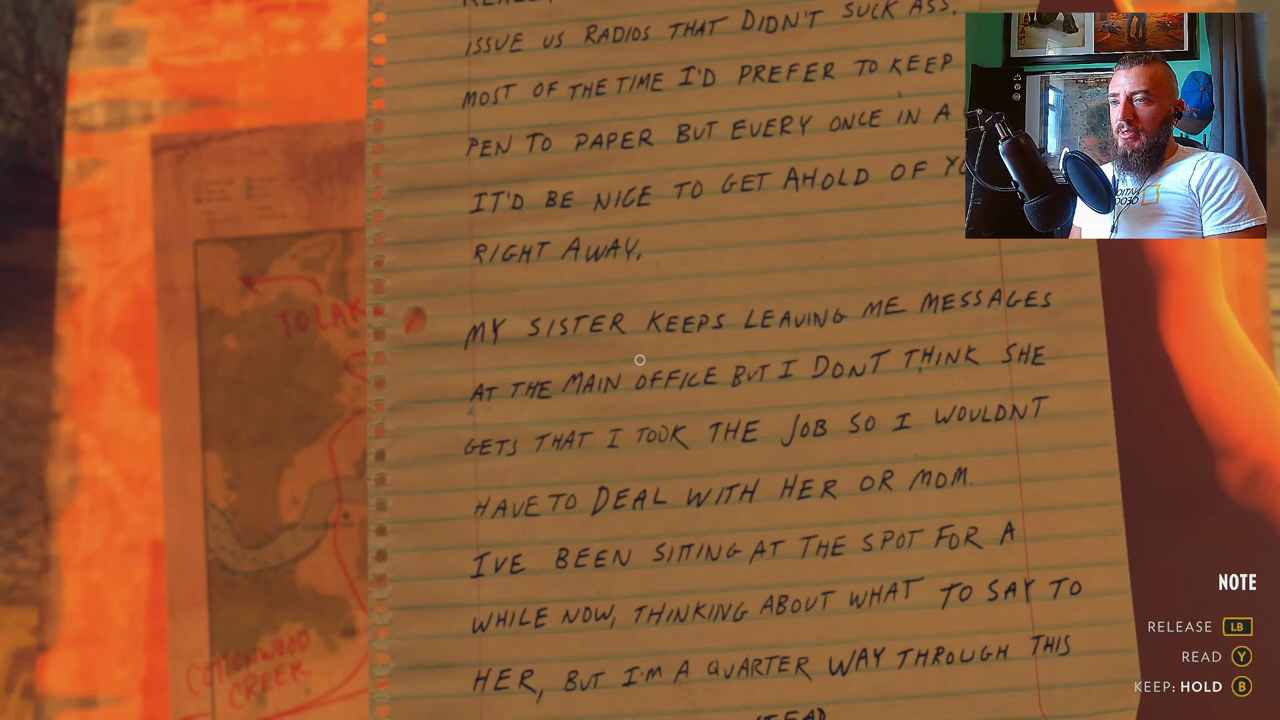 REALLY
ISSUE US RADIOS THAT DIDN'T SUCK ASS.
MOST OF THE TIME I'D PREFER TO KEEP
PEN TO PAPER BUT EVERY ONCE IN A
IT'D BE NICE TO GET AHOLD OF
RIGHT AWAY.
MY SISTER KEEPS LEAVING ME MESSAGES
AT THE MAIN OFFICE BUT I DON'T THINK SHE
GETS THAT I TOOK THE JOB SO I WOULDN'T
HAVE TO DEAL WITH HER OR MOM.
I'VE BEEN SITTING AT THE SPOT FOR A
WHILE NOW, THINKING ABOUT WHAT TO SAY TO
HER, BUT I'M A QUARTER WAY THROUGH THIS
TO LAK
COTTONWOOD
CREEK
NOTE
RELEASE LB
READ Y
KEEP: HOLD B